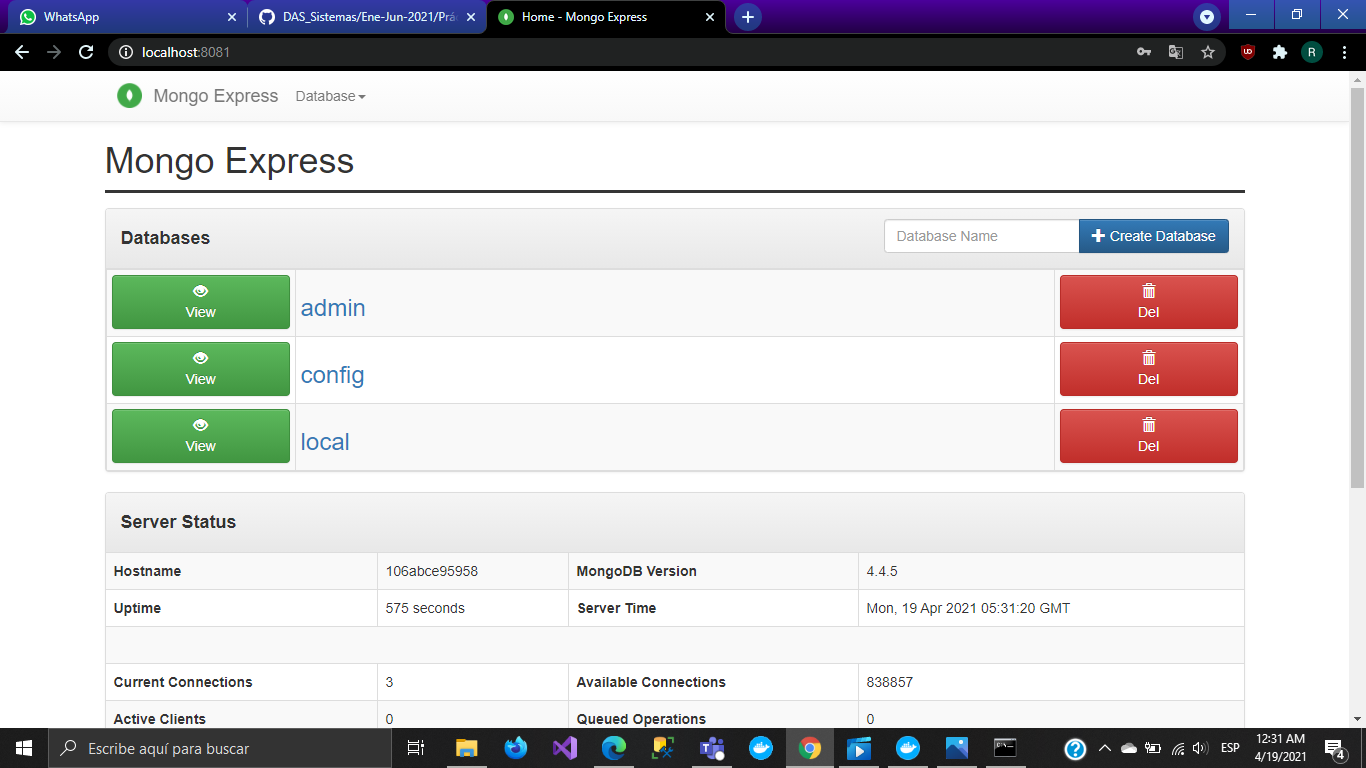 WhatsApp
DAS_Sistemas/Ene-Jun-2021/Prá
Home - Mongo Express
localhost:8081
R
Mongo Express Database
Mongo Express
Databases
Database Name
Create Database
View admin Del
View config Del
View local Del
Server Status
Hostname 106abce95958 MongoDB Version 4.4.5
Uptime 575 seconds Server Time Mon, 19 Apr 2021 05:31:20 GMT
Current Connections 3 Available Connections 838857
Active Clients 0 Queued Operations 0
Escribe aquí para buscar
ESP
12:31 AM
4/19/2021
4